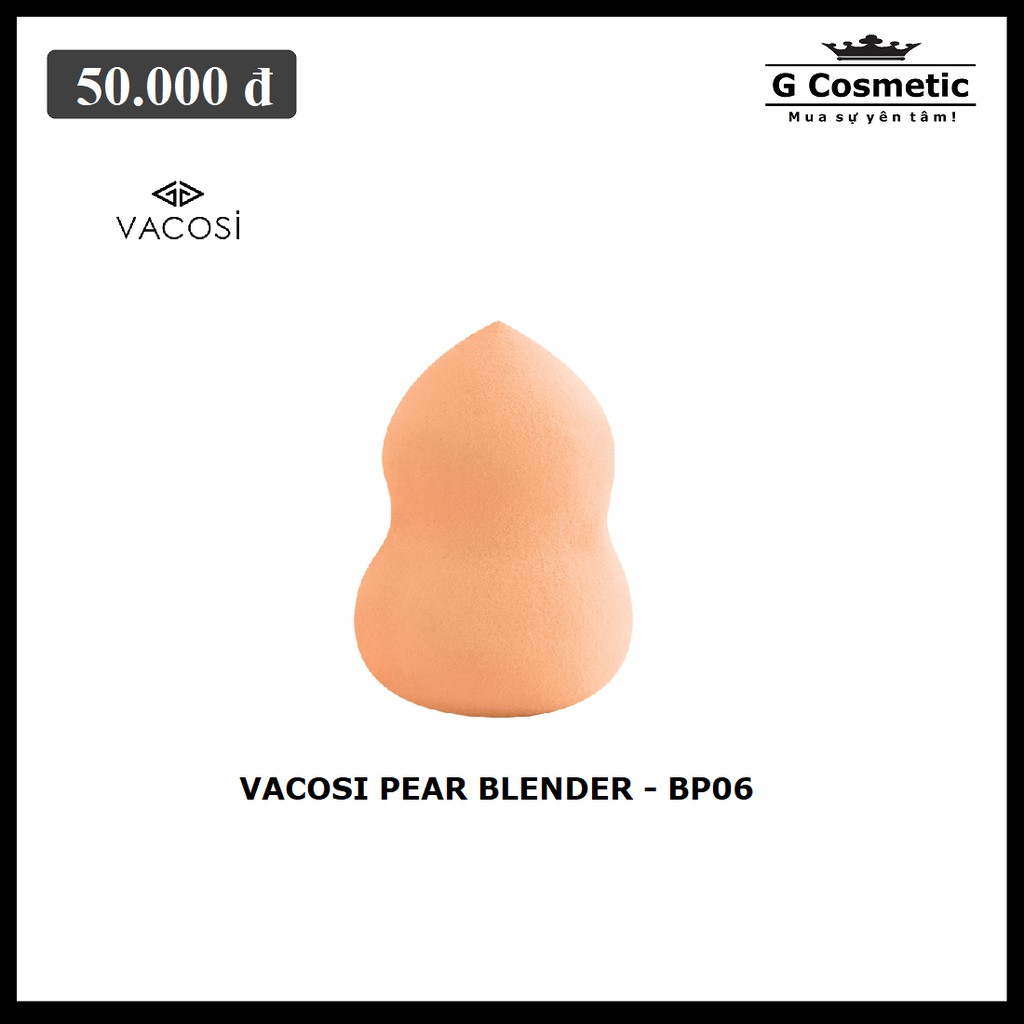 50.000 đ
G Cosmetic
Mua sự yên tâm!
VACOSI
VACOSI PEAR BLENDER - BP06